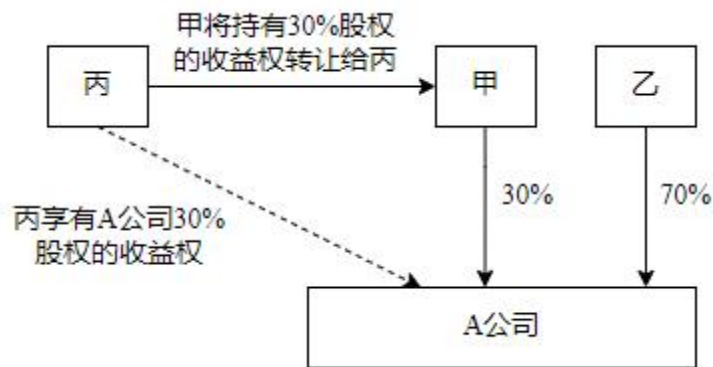 甲将持有30%股权
的收益权转让给丙
丙
甲
乙
30%
70%
丙享有A公司30%
股权的收益权
A公司